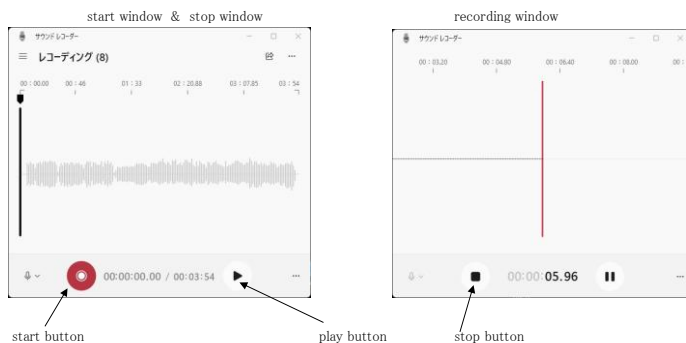 start window & stop window
recording window
サウンド レコーダー
レコーディング (8)
00:00.00 00:46 01:33 02:20.88 03:07.85 03:54
00:00:00.00 / 00:03:54
サウンド レコーダー
00:03.20 00:04.80 00:06.40 00:08.00
00:00:05.96
start button
play button
stop button